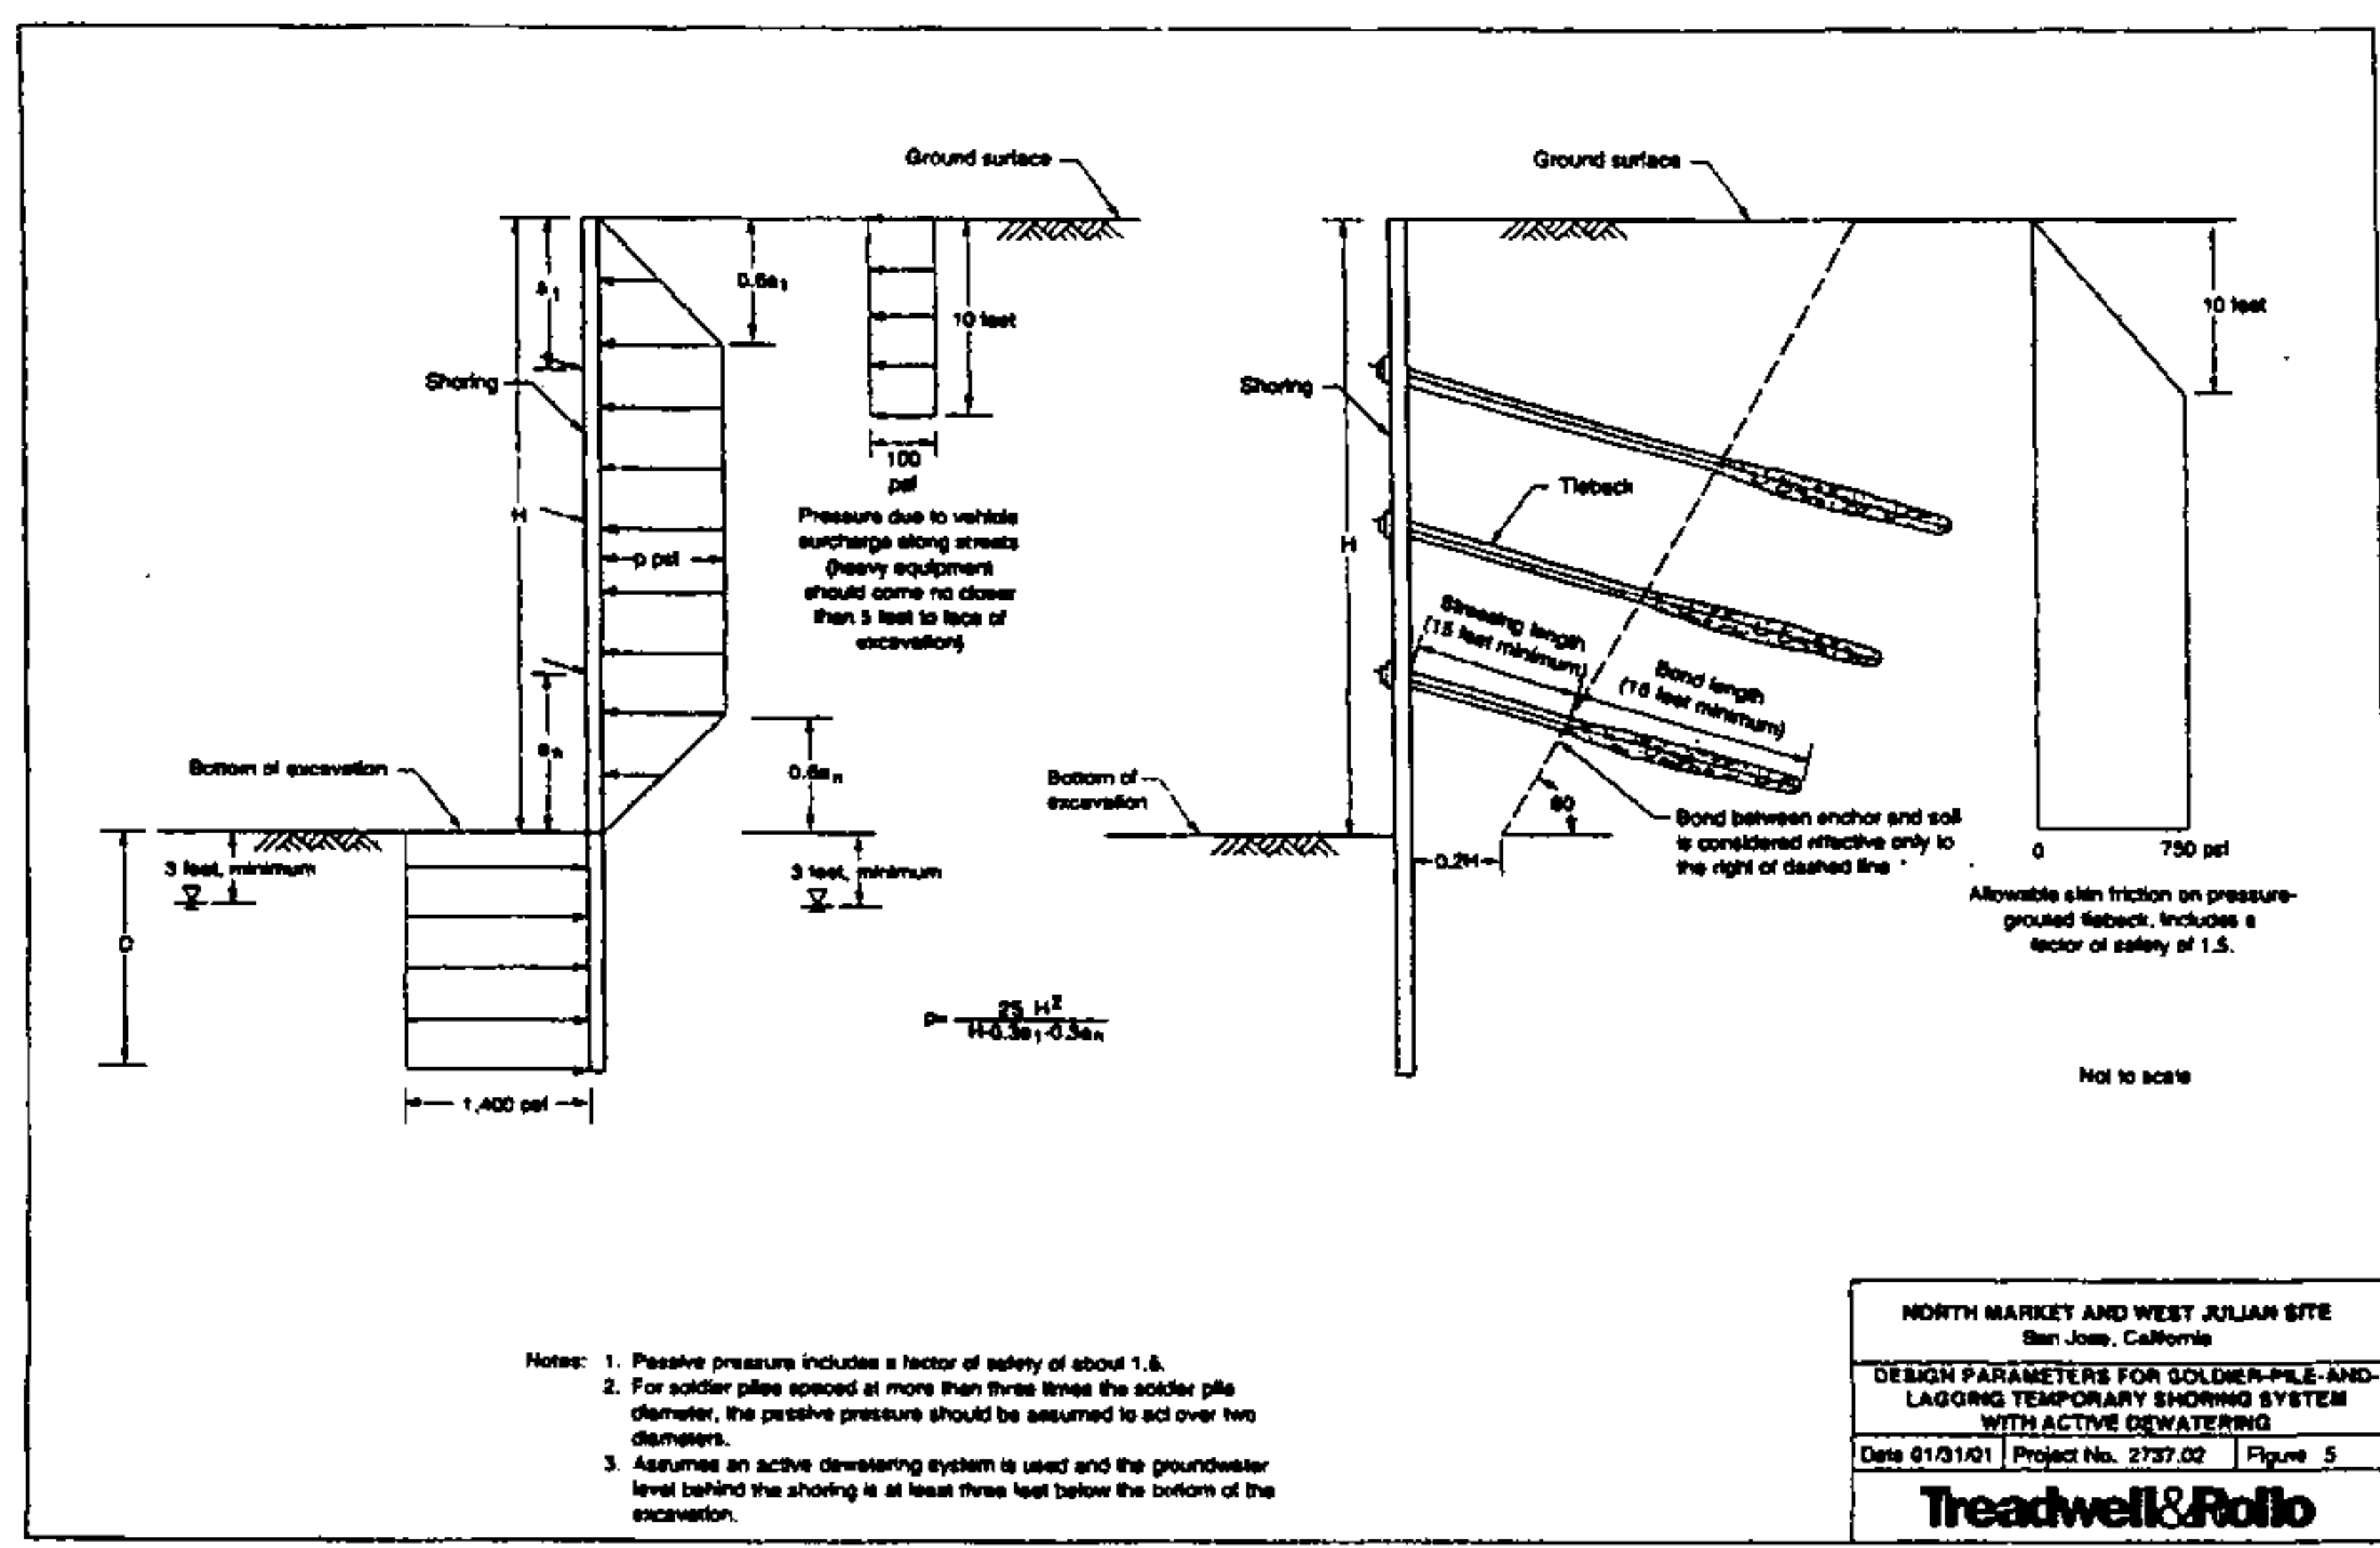 Ground surface
Ground surface
a1
0.6a1
10 feet
10 feet
Shoring
Shoring
100
psf
Tieback
H
H
Pressure due to vehicle
surcharge along streets
(heavy equipment
should come no closer
than 5 feet to face of
excavation)
p psf
Stressing length
(15 feet minimum)
Bond length
(15 feet minimum)
an
0.6an
Bottom of excavation
Bottom of
excavation
60
3 feet, minimum
3 feet, minimum
0.2H
Bond between anchor and soil
is considered effective only to
the right of dashed line
0
750 psf
Allowable skin friction on pressure-
grouted tieback. Includes a
factor of safety of 1.5.
D
p= 25 H²
H-0.3a1-0.3an
1,400 psf
Not to scale
Notes: 1. Passive pressure includes a factor of safety of about 1.5.
2. For soldier piles spaced at more than three times the soldier pile
diameter, the passive pressure should be assumed to act over two
diameters.
3. Assumes an active dewatering system is used and the groundwater
level behind the shoring is at least three feet below the bottom of the
excavation.
NORTH MARKET AND WEST JULIAN SITE
San Jose, California
DESIGN PARAMETERS FOR SOLDIER-PILE-AND-
LAGGING TEMPORARY SHORING SYSTEM
WITH ACTIVE DEWATERING
Date 01/31/01 Project No. 2737.02 Figure 5
Treadwell&Rollo